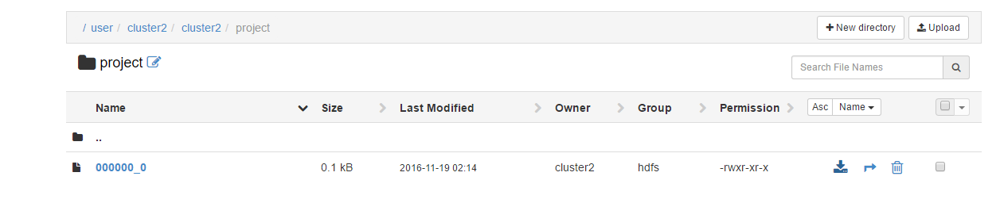 / user / cluster2 / cluster2 / project
New directory
Upload
project
Search File Names
Name Size Last Modified Owner Group Permission Asc Name
..
000000_0 0.1 kB 2016-11-19 02:14 cluster2 hdfs -rwxr-xr-x